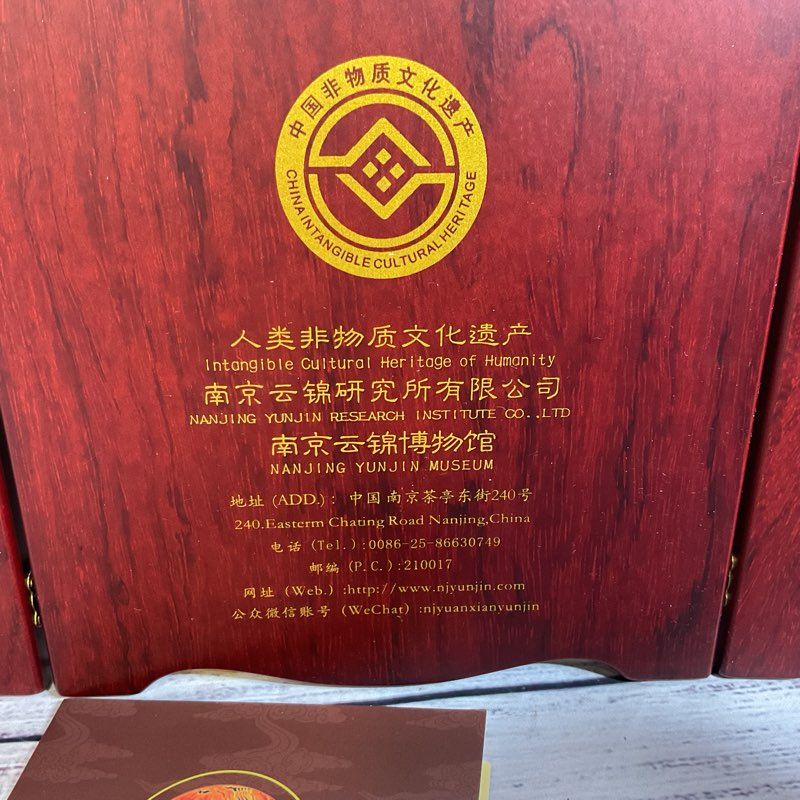 中国非物质文化遗产
CHINA INTANGIBLE CULTURAL HERITAGE
人类非物质文化遗产
Intangible Cultural Heritage of Humanity
南京云锦研究所有限公司
NANJING YUNJIN RESEARCH INSTITUTE CO.,LTD
南京云锦博物馆
NANJING YUNJIN MUSEUM
地址 (ADD.)：中国 南京茶亭东街240号
240.Easterm Chating Road Nanjing,China
电话 (Tel.):0086-25-86630749
邮编 (P.C.):210017
网址 (Web.) :http://www.njyunjin.com
公众微信账号 (WeChat) :njyuanxianyunjin